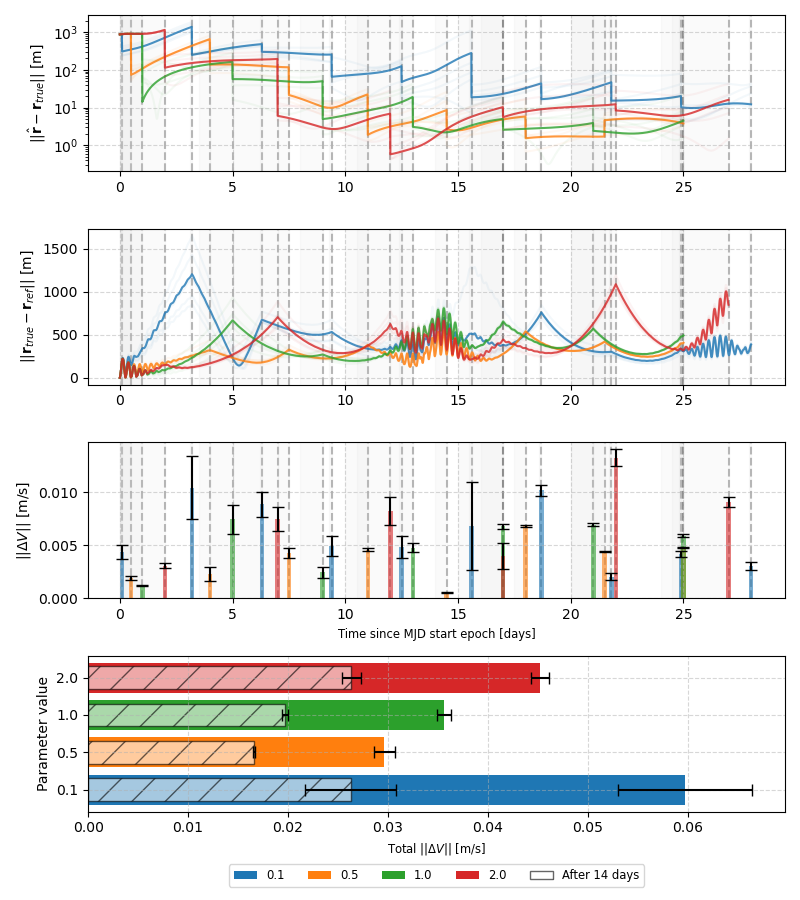 ||r̂ − r_true|| [m]
10³
10²
10¹
10⁰
0 5 10 15 20 25
||r_true − r_ref|| [m]
1500
1000
500
0
0 5 10 15 20 25
||ΔV|| [m/s]
0.010
0.005
0.000
0 5 10 15 20 25
Time since MJD start epoch [days]
Parameter value
2.0
1.0
0.5
0.1
0.00 0.01 0.02 0.03 0.04 0.05 0.06
Total ||ΔV|| [m/s]
0.1 0.5 1.0 2.0 After 14 days